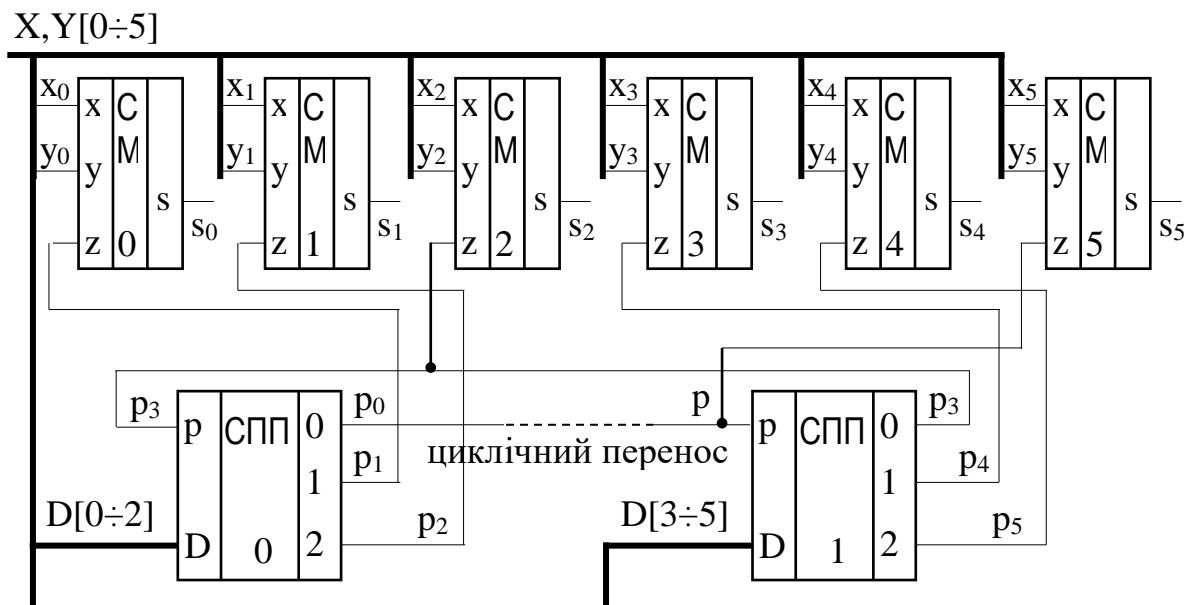 X,Y[0÷5]
x₀ x С x₁ x С x₂ x С x₃ x С x₄ x С x₅ x С
М М М М М М
y₀ y y₁ y y₂ y y₃ y y₄ y y₅ y
s s s s s s
s₀ s₁ s₂ s₃ s₄ s₅
z 0 z 1 z 2 z 3 z 4 z 5
p₃ p СПП 0 p₀ p p СПП 0 p₃
циклічний перенос
1 p₁ 1 p₄
D[0÷2] p₂ D[3÷5] p₅
D 0 2 D 1 2